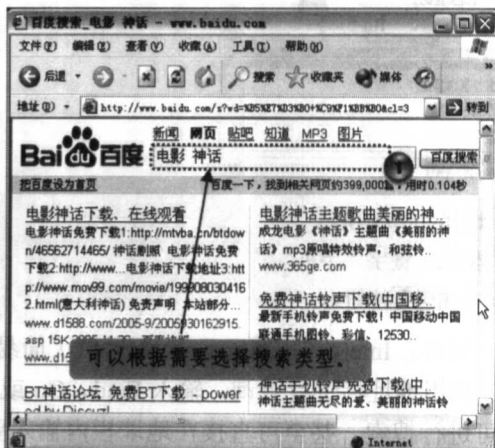 百度搜索_电影 神话 - www.baidu.com
文件(F) 编辑(E) 查看(V) 收藏(A) 工具(T) 帮助(H)
后退 搜索 收藏夹 媒体
地址(D) http://www.baidu.com/s?wd=%B5%E7%D3%B0+%C9%F1%BB%B0&cl=3 转到
新闻 网页 贴吧 知道 MP3 图片
Bai du 百度 电影 神话 1 百度搜索
把百度设为首页 百度一下，找到相关网页约399,000篇，用时0.104秒
电影神话下载、在线观看
电影神话免费下载1:http://mtvba.cn/btdow
n/46562714465/ 神话剧照 电影神话免费
下载2:http://www...电影神话下载地址3:htt
p://www.mov99.com/movie/199908030416
2.html(意大利神话) 免责声明 本站部分...
www.d1588.com/2005-9/2005930162915.
asp 15K
www.d15
BT神话论坛 免费BT下载 - power
ed by Discuz!
电影神话主题歌曲美丽的神..
成龙电影《神话》主题曲《美丽的神
话》mp3原唱特效铃声，和弦铃..
www.365ge.com
免费神话铃声下载(中国移..
最新手机铃声免费下载！中国移动中国
联通手机图铃、彩信、12530..
神话手机铃声免费下载(中..
神话主题曲无尽的爱、美丽的神话铃
可以根据需要选择搜索类型。
Internet